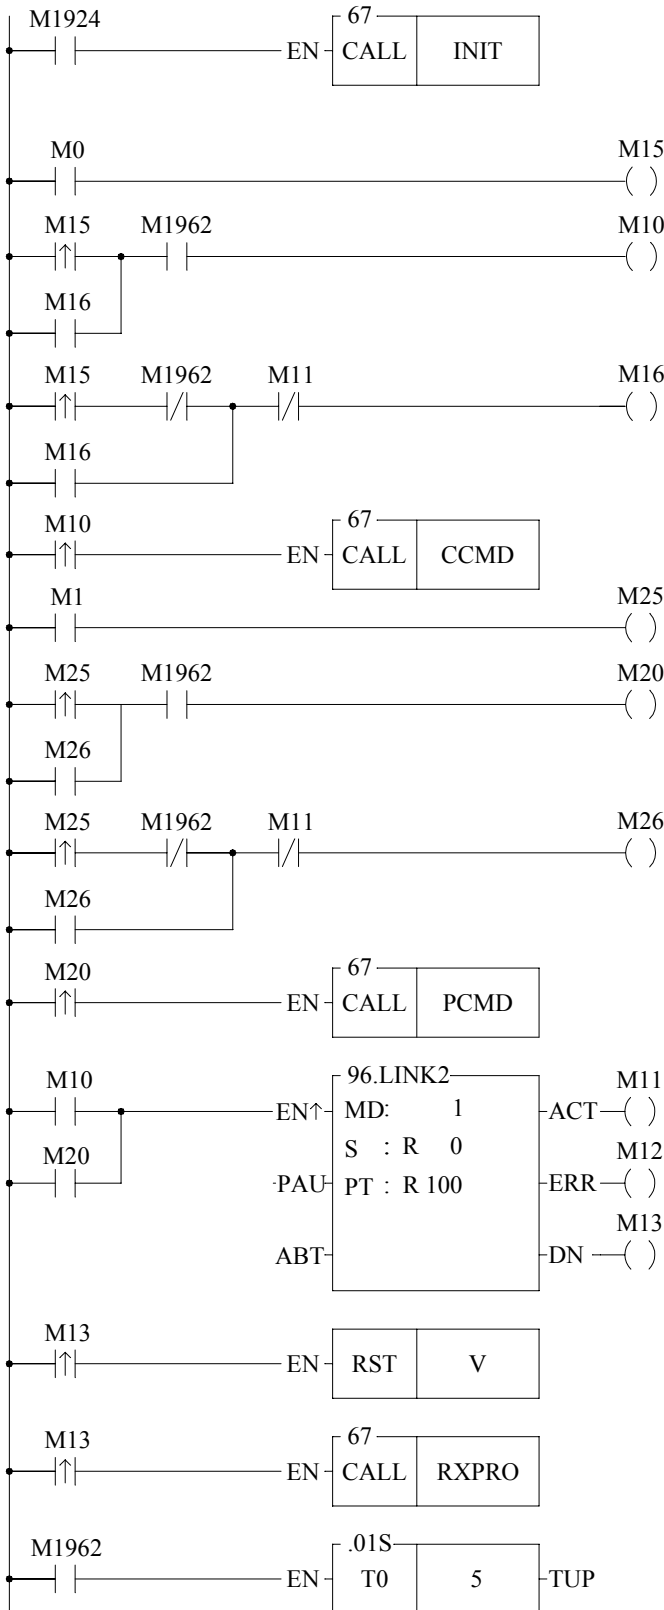 M1924
67
EN CALL INIT
M0 M15
M15 M1962 M10
↑
M16
M15 M1962 M11 M16
↑
M16
M10 67
↑ EN CALL CCMD
M1 M25
M25 M1962 M20
↑
M26
M25 M1962 M11 M26
↑
M26
M20 67
↑ EN CALL PCMD
M10 96.LINK2 M11
EN↑ MD: 1 ACT
M20 S : R 0 M12
PAU PT : R 100 ERR
M13
ABT DN
M13
↑ EN RST V
M13 67
↑ EN CALL RXPRO
M1962 .01S
EN T0 5 TUP